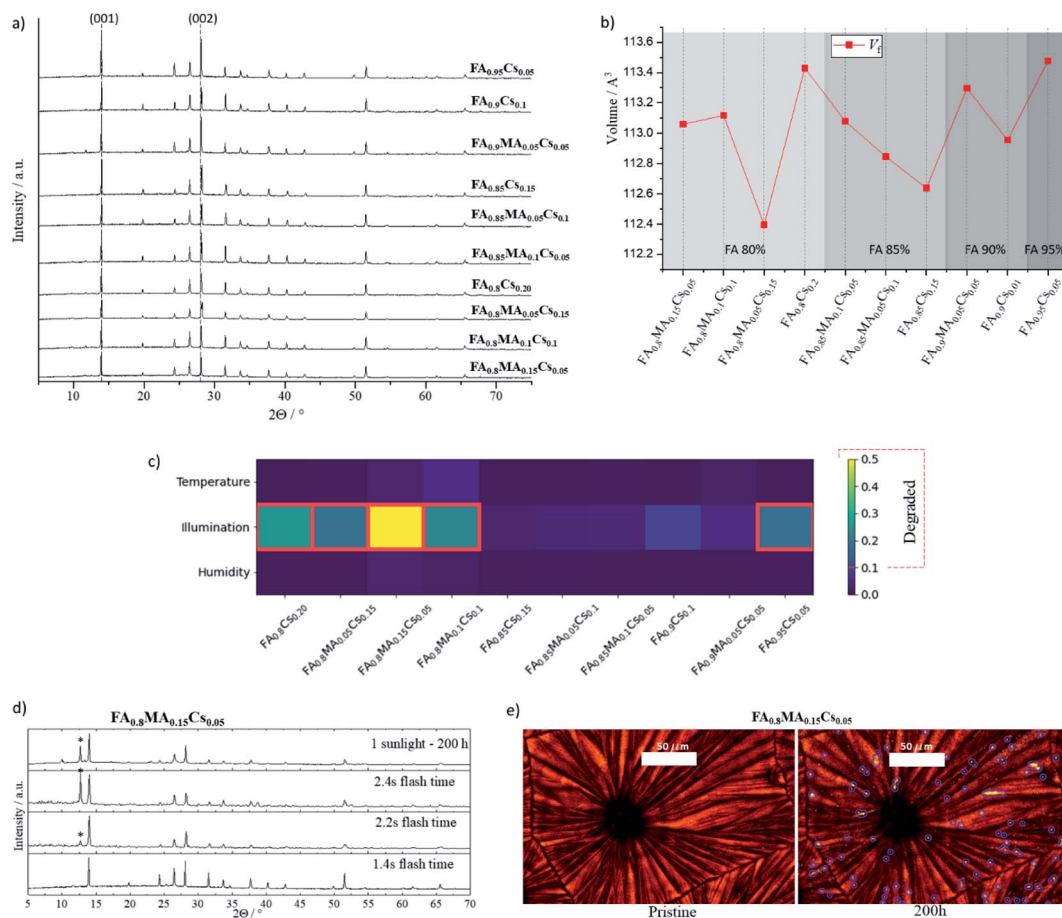 a)
(001)
(002)
FA0.95Cs0.05
FA0.9Cs0.1
FA0.9MA0.05Cs0.05
FA0.85Cs0.15
FA0.85MA0.05Cs0.1
FA0.85MA0.1Cs0.05
FA0.8Cs0.20
FA0.8MA0.05Cs0.15
FA0.8MA0.1Cs0.1
FA0.8MA0.15Cs0.05
Intensity / a.u.
10 20 30 40 50 60 70
2Θ / °
b)
Vf
Volume / A3
113.6
113.4
113.2
113.0
112.8
112.6
112.4
112.2
FA 80% FA 85% FA 90% FA 95%
FA0.8MA0.15Cs0.05
FA0.8MA0.1Cs0.1
FA0.8MA0.05Cs0.15
FA0.8Cs0.2
FA0.85MA0.1Cs0.05
FA0.85MA0.05Cs0.1
FA0.85Cs0.15
FA0.9MA0.05Cs0.05
FA0.9Cs0.01
FA0.95Cs0.05
c)
Temperature
Illumination
Humidity
FA0.8Cs0.20
FA0.8MA0.05Cs0.15
FA0.8MA0.15Cs0.05
FA0.8MA0.1Cs0.1
FA0.85Cs0.15
FA0.85MA0.05Cs0.1
FA0.85MA0.1Cs0.05
FA0.9Cs0.1
FA0.9MA0.05Cs0.05
FA0.95Cs0.05
0.5
0.4
0.3
0.2
0.1
0.0
Degraded
d)
FA0.8MA0.15Cs0.05
*
1 sunlight - 200 h
*
2.4s flash time
*
2.2s flash time
1.4s flash time
Intensity / a.u.
5 10 15 20 25 30 35 40 45 50 55 60 65 70
2Θ / °
e)
FA0.8MA0.15Cs0.05
50 μm
50 μm
Pristine
200h